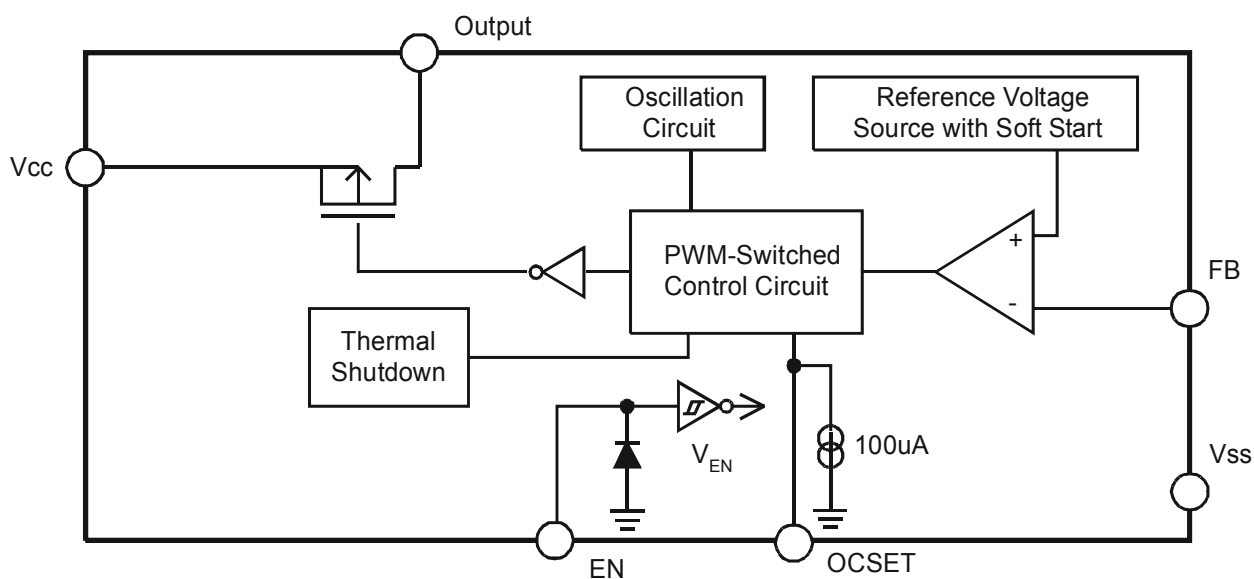 Output
Oscillation
Circuit
Reference Voltage
Source with Soft Start
Vcc
+
PWM-Switched
Control Circuit
FB
-
Thermal
Shutdown
VEN
100uA
Vss
EN
OCSET